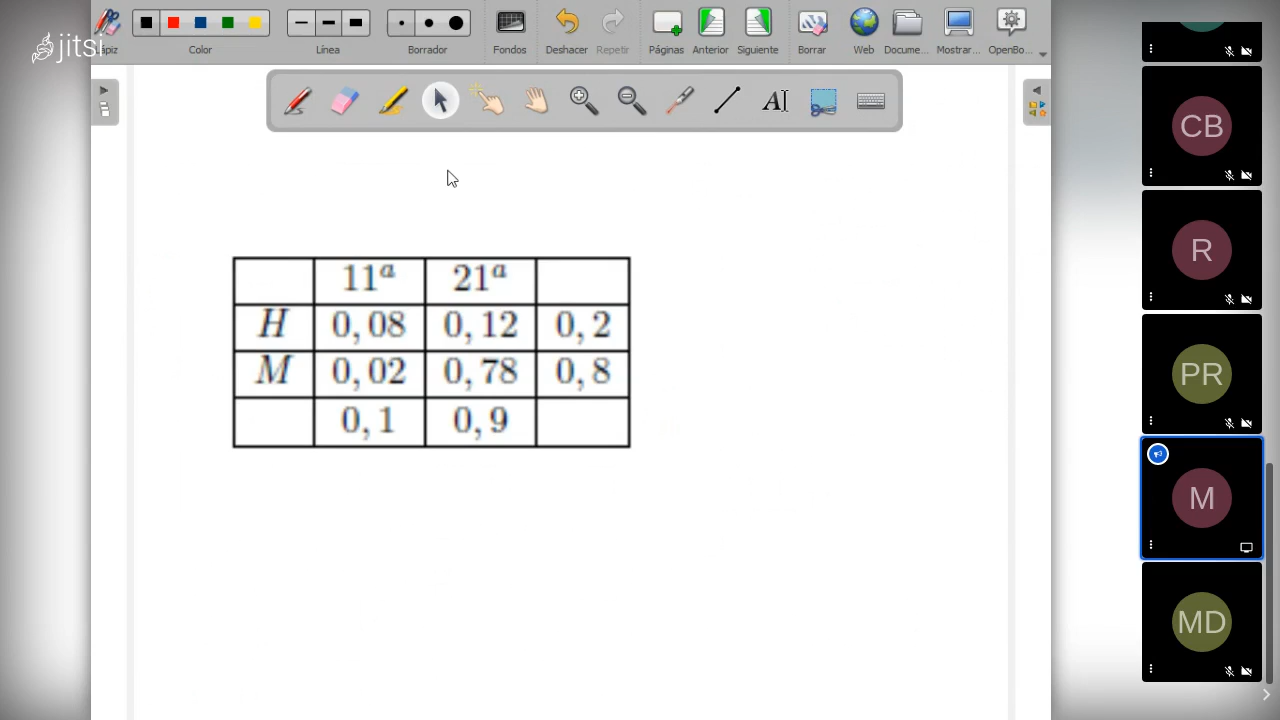 jitsi
piz Color Línea Borrador Fondos Deshacer Repetir Páginas Anterior Siguiente Borrar Web Docume... Mostrar... OpenBo...
A
CB
11ª 21ª
R
H 0,08 0,12 0,2
M 0,02 0,78 0,8
PR
0,1 0,9
M
MD